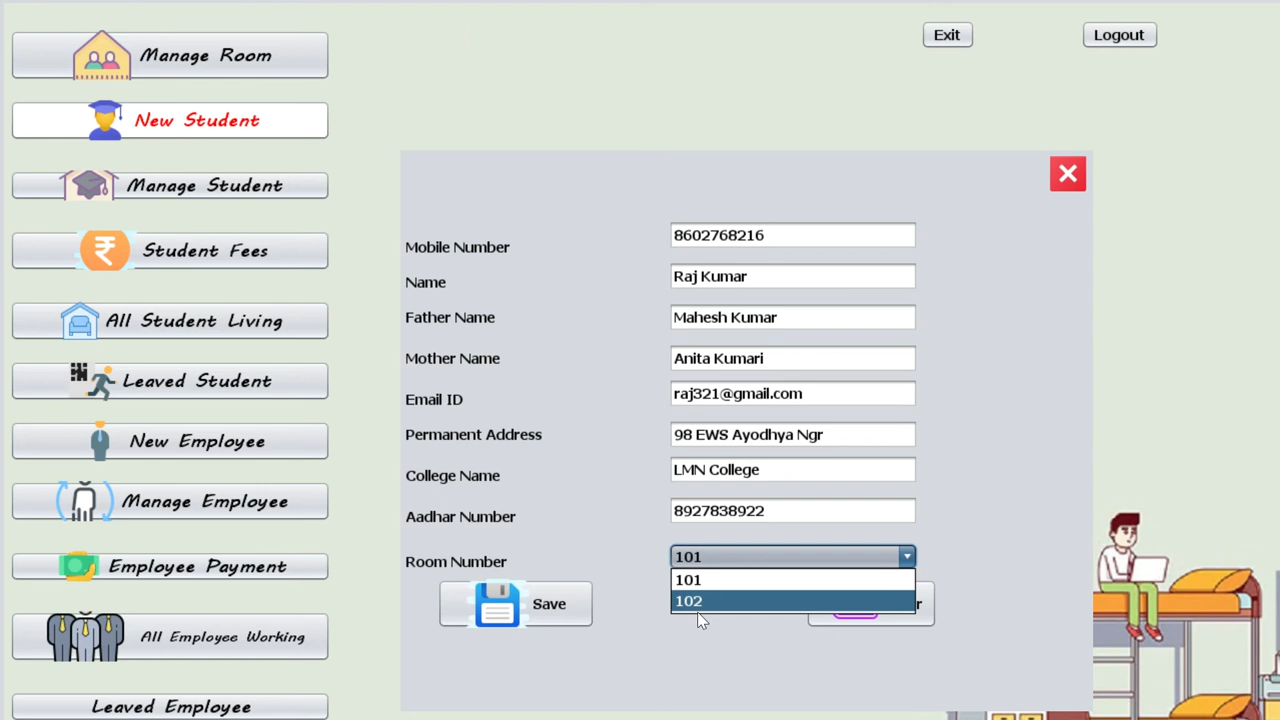 Exit
Logout
Manage Room
New Student
Manage Student
Student Fees
All Student Living
Leaved Student
New Employee
Manage Employee
Employee Payment
All Employee Working
Leaved Employee
Mobile Number 8602768216
Name Raj Kumar
Father Name Mahesh Kumar
Mother Name Anita Kumari
Email ID raj321@gmail.com
Permanent Address 98 EWS Ayodhya Ngr
College Name LMN College
Aadhar Number 8927838922
Room Number 101
101
102
Save